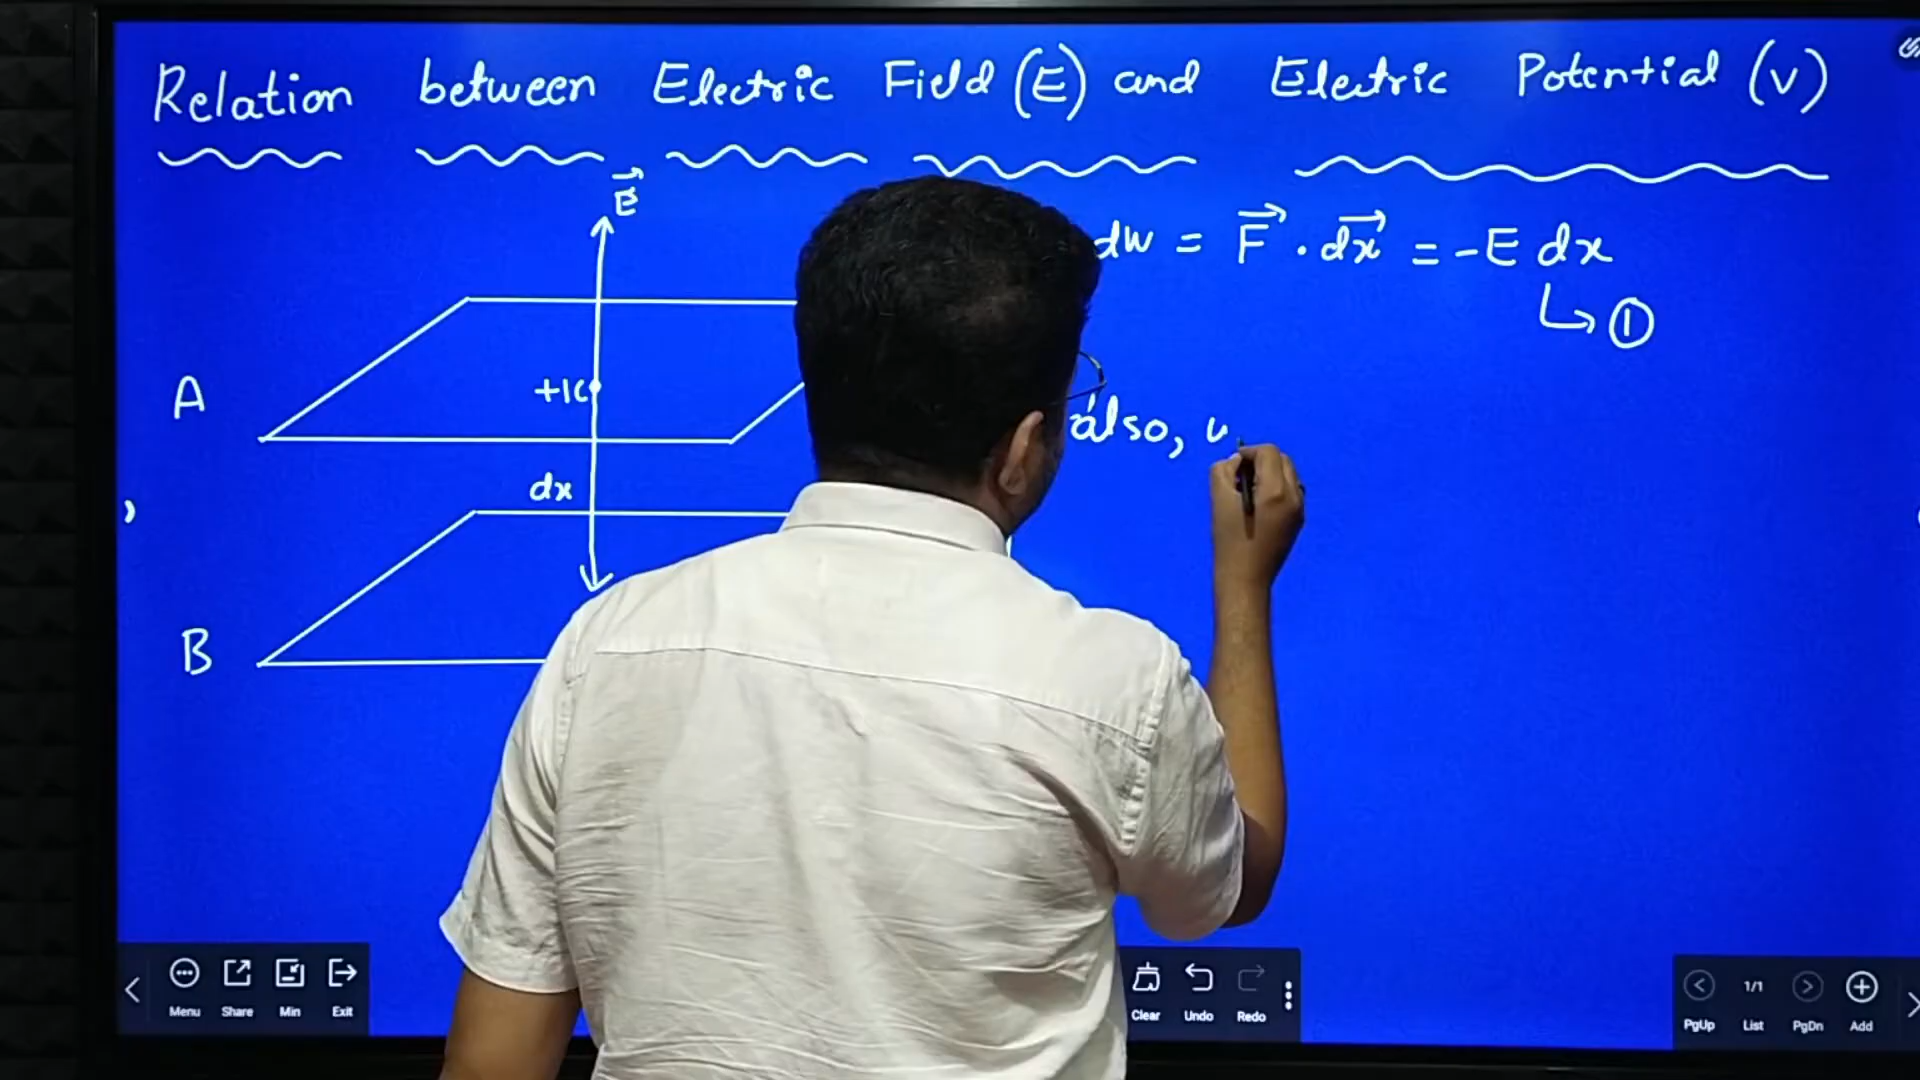 Relation between Electric Field (E) and Eletric Potential (V)
E
dW = F . dx = -E dx
①
A
+1C
also,
dx
B
Menu Share Min Exit
Clear Undo Redo
PgUp 1/1 List PgDn Add